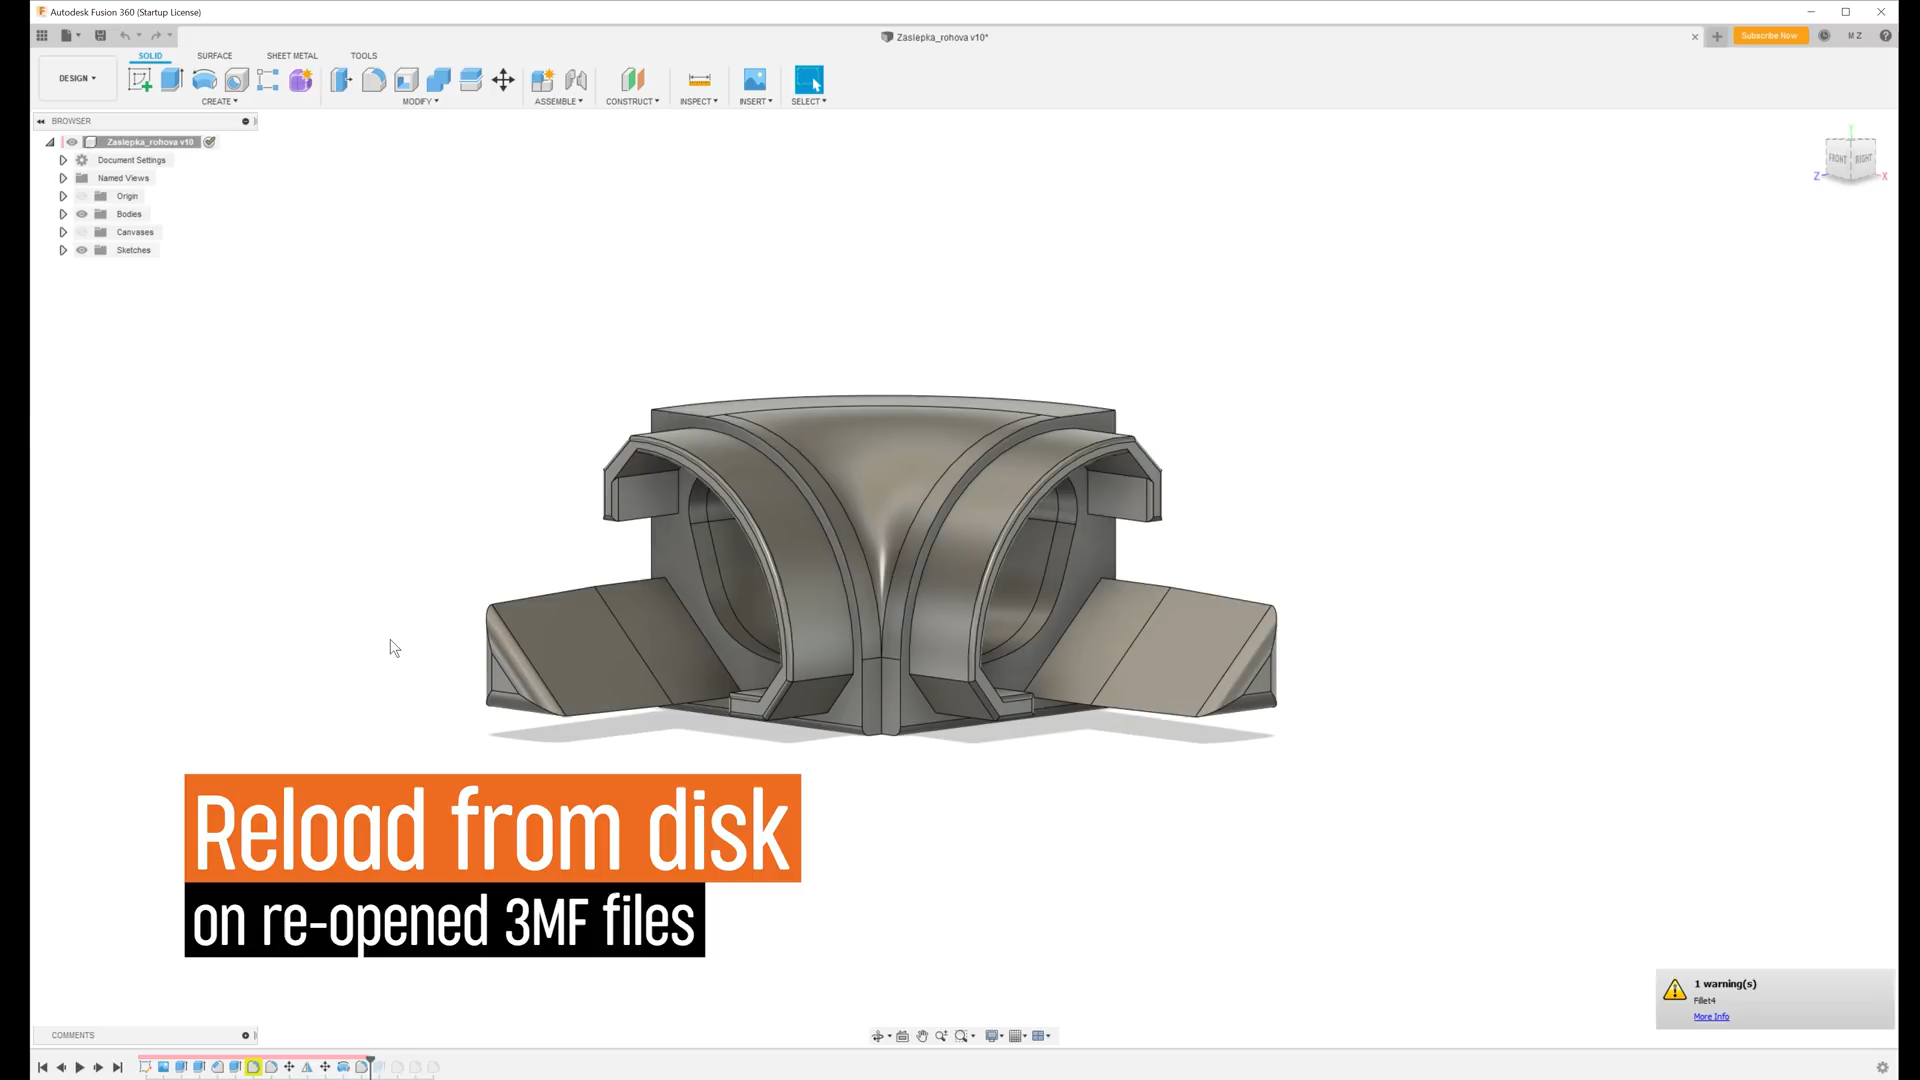 Autodesk Fusion 360 (Startup License)
Zaslepka_rohova v10*
Subscribe Now
M Z
DESIGN
SOLID
SURFACE
SHEET METAL
TOOLS
CREATE
MODIFY
ASSEMBLE
CONSTRUCT
INSPECT
INSERT
SELECT
BROWSER
Zaslepka_rohova v10
Document Settings
Named Views
Origin
Bodies
Canvases
Sketches
Y
FRONT
RIGHT
Z
X
Reload from disk
on re-opened 3MF files
1 warning(s)
Fillet4
More Info
COMMENTS